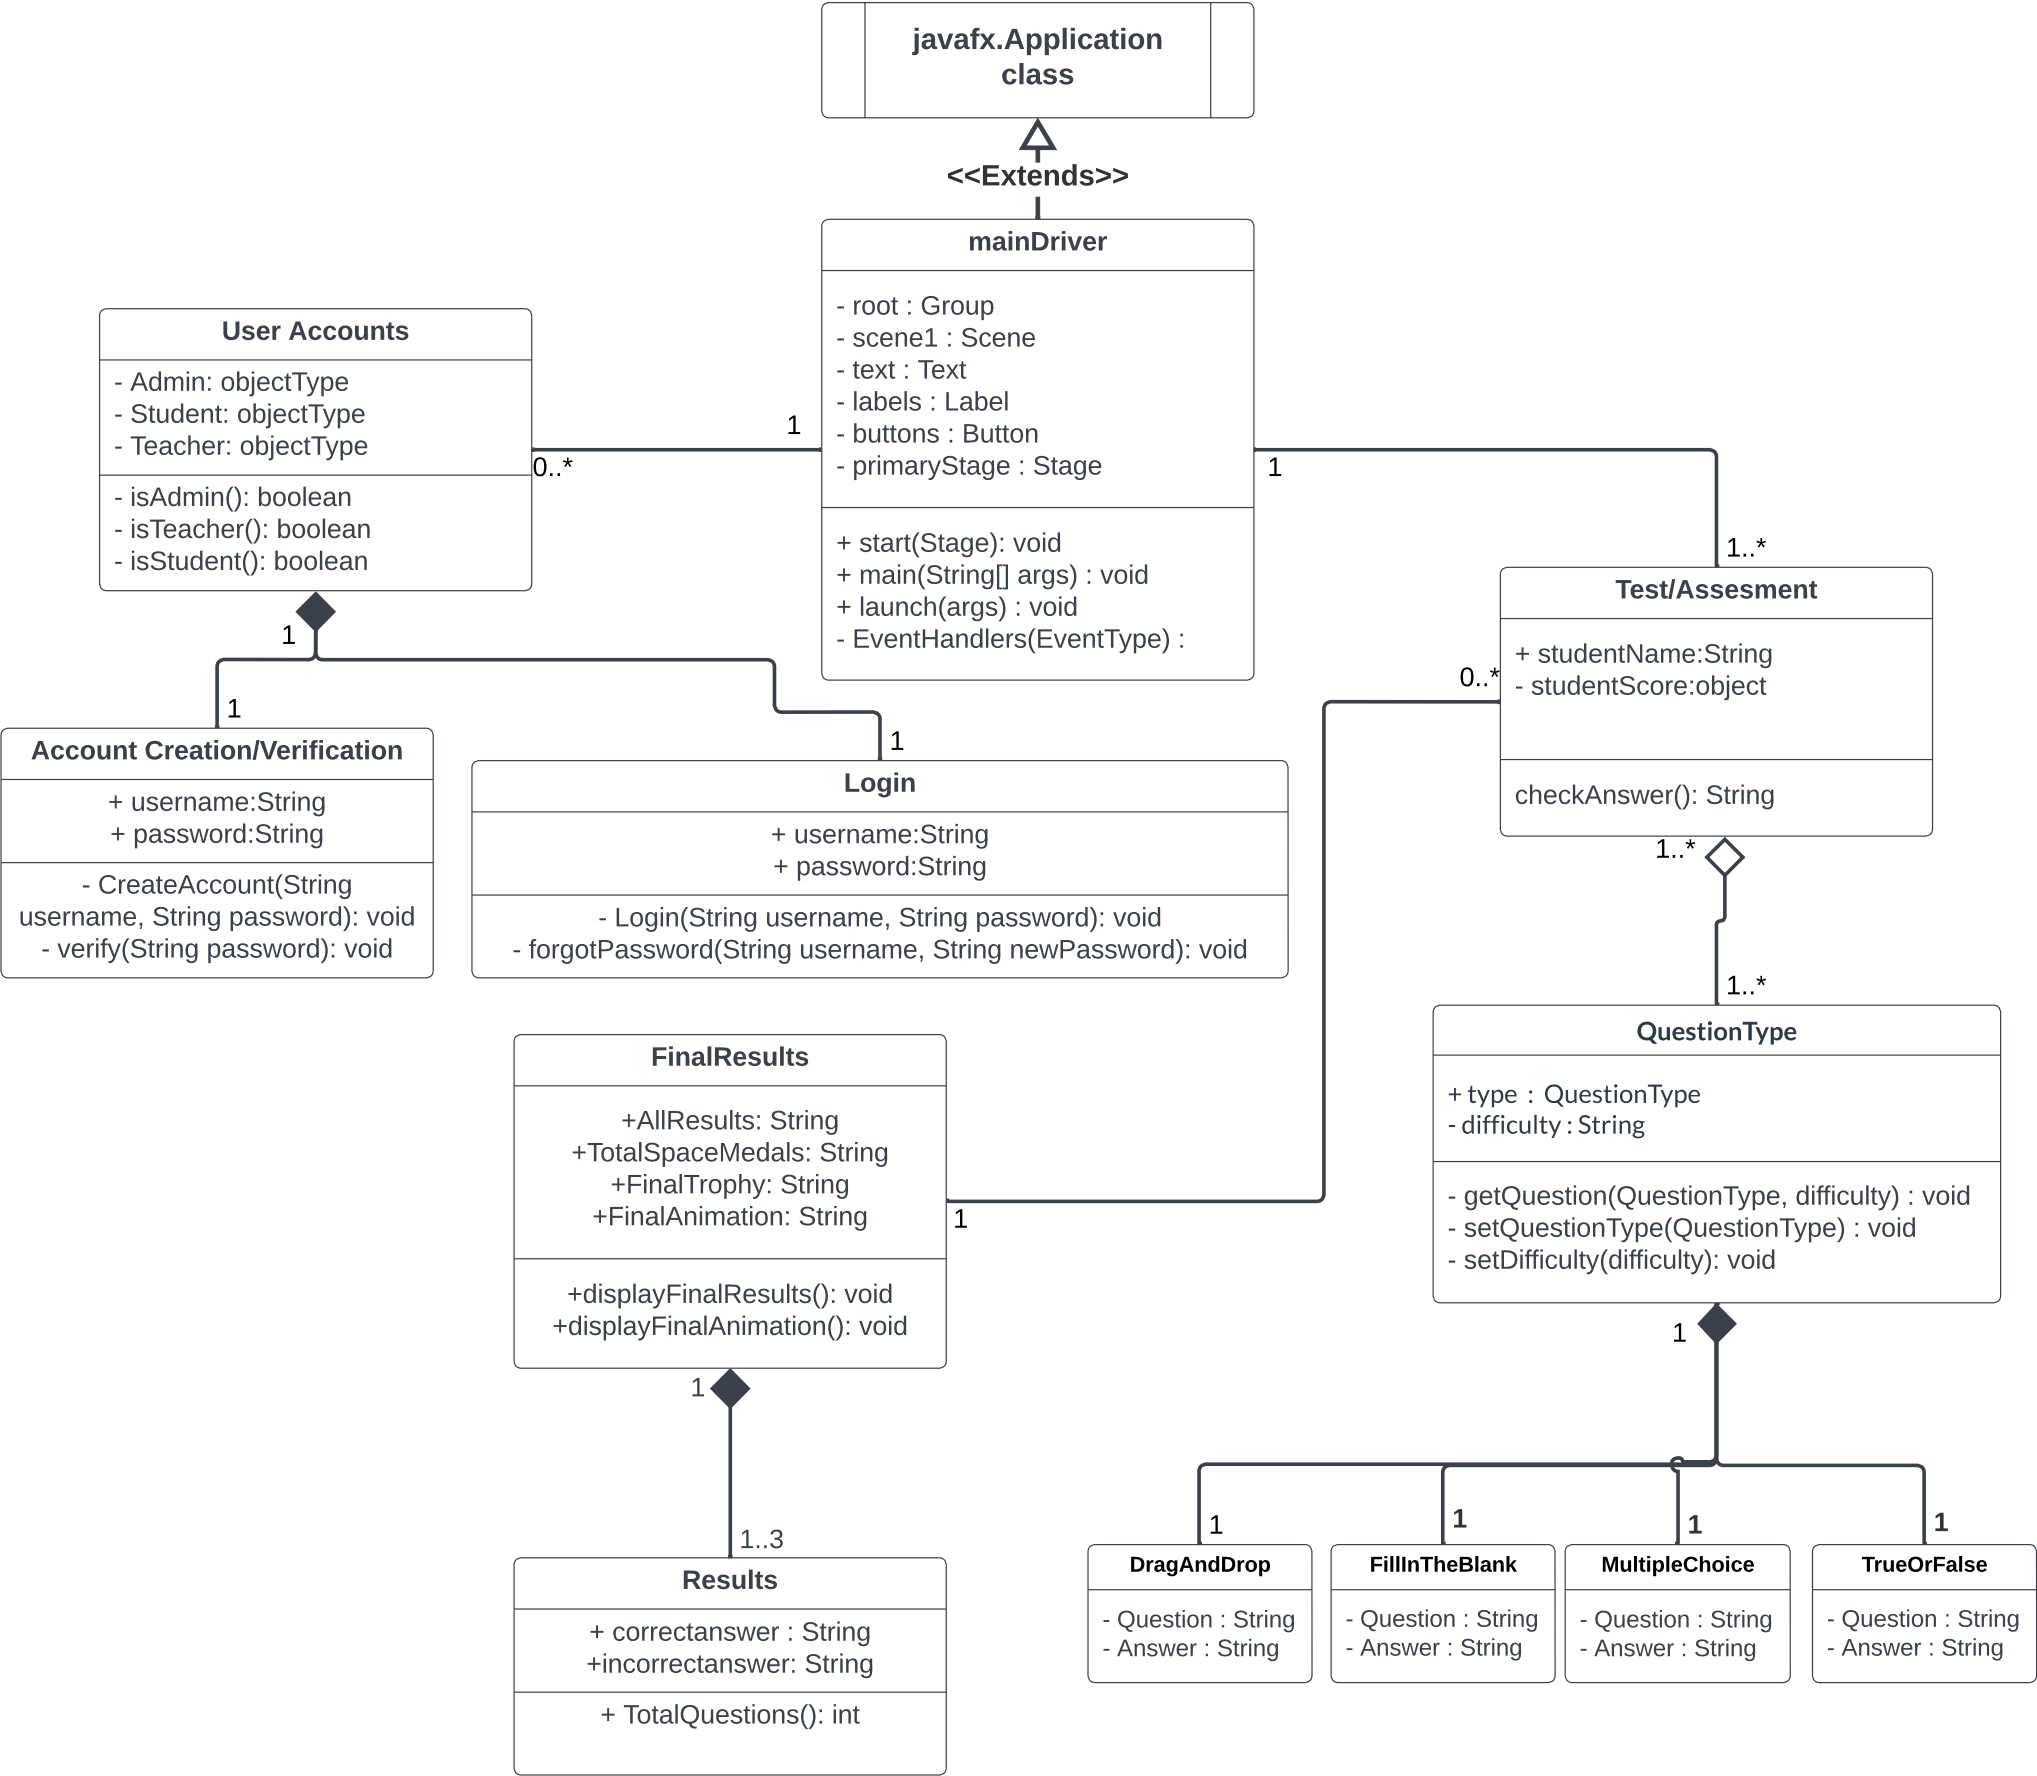 javafx.Application
class
<<Extends>>
mainDriver
- root : Group
- scene1 : Scene
- text : Text
- labels : Label
- buttons : Button
- primaryStage : Stage
+ start(Stage): void
+ main(String[] args) : void
+ launch(args) : void
- EventHandlers(EventType) :
User Accounts
- Admin: objectType
- Student: objectType
- Teacher: objectType
- isAdmin(): boolean
- isTeacher(): boolean
- isStudent(): boolean
1
0..*
1
1..*
1
1
1
Account Creation/Verification
+ username:String
+ password:String
- CreateAccount(String
username, String password): void
- verify(String password): void
Login
+ username:String
+ password:String
- Login(String username, String password): void
- forgotPassword(String username, String newPassword): void
Test/Assesment
+ studentName:String
- studentScore:object
checkAnswer(): String
0..*
1
1..*
1..*
QuestionType
+ type : QuestionType
- difficulty : String
- getQuestion(QuestionType, difficulty) : void
- setQuestionType(QuestionType) : void
- setDifficulty(difficulty): void
FinalResults
+AllResults: String
+TotalSpaceMedals: String
+FinalTrophy: String
+FinalAnimation: String
+displayFinalResults(): void
+displayFinalAnimation(): void
1
1..3
Results
+ correctanswer : String
+incorrectanswer: String
+ TotalQuestions(): int
1
1
1
1
1
DragAndDrop
- Question : String
- Answer : String
FillInTheBlank
- Question : String
- Answer : String
MultipleChoice
- Question : String
- Answer : String
TrueOrFalse
- Question : String
- Answer : String